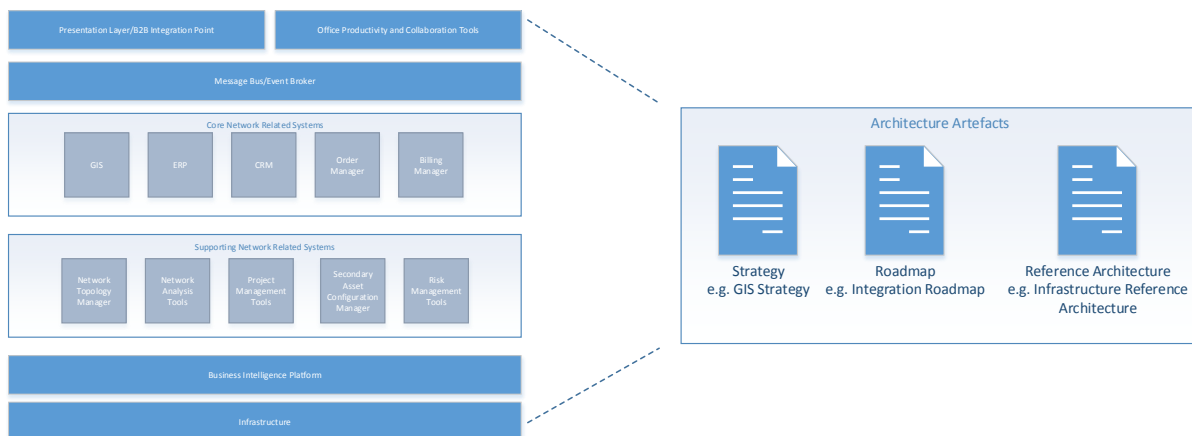 Presentation Layer/B2B Integration Point
Office Productivity and Collaboration Tools
Message Bus/Event Broker
Core Network Related Systems
GIS
ERP
CRM
Order
Manager
Billing
Manager
Supporting Network Related Systems
Network
Topology
Manager
Network
Analysis
Tools
Project
Management
Tools
Secondary
Asset
Configuration
Manager
Risk
Management
Tools
Business Intelligence Platform
Infrastructure
Architecture Artefacts
Strategy
e.g. GIS Strategy
Roadmap
e.g. Integration Roadmap
Reference Architecture
e.g. Infrastructure Reference
Architecture